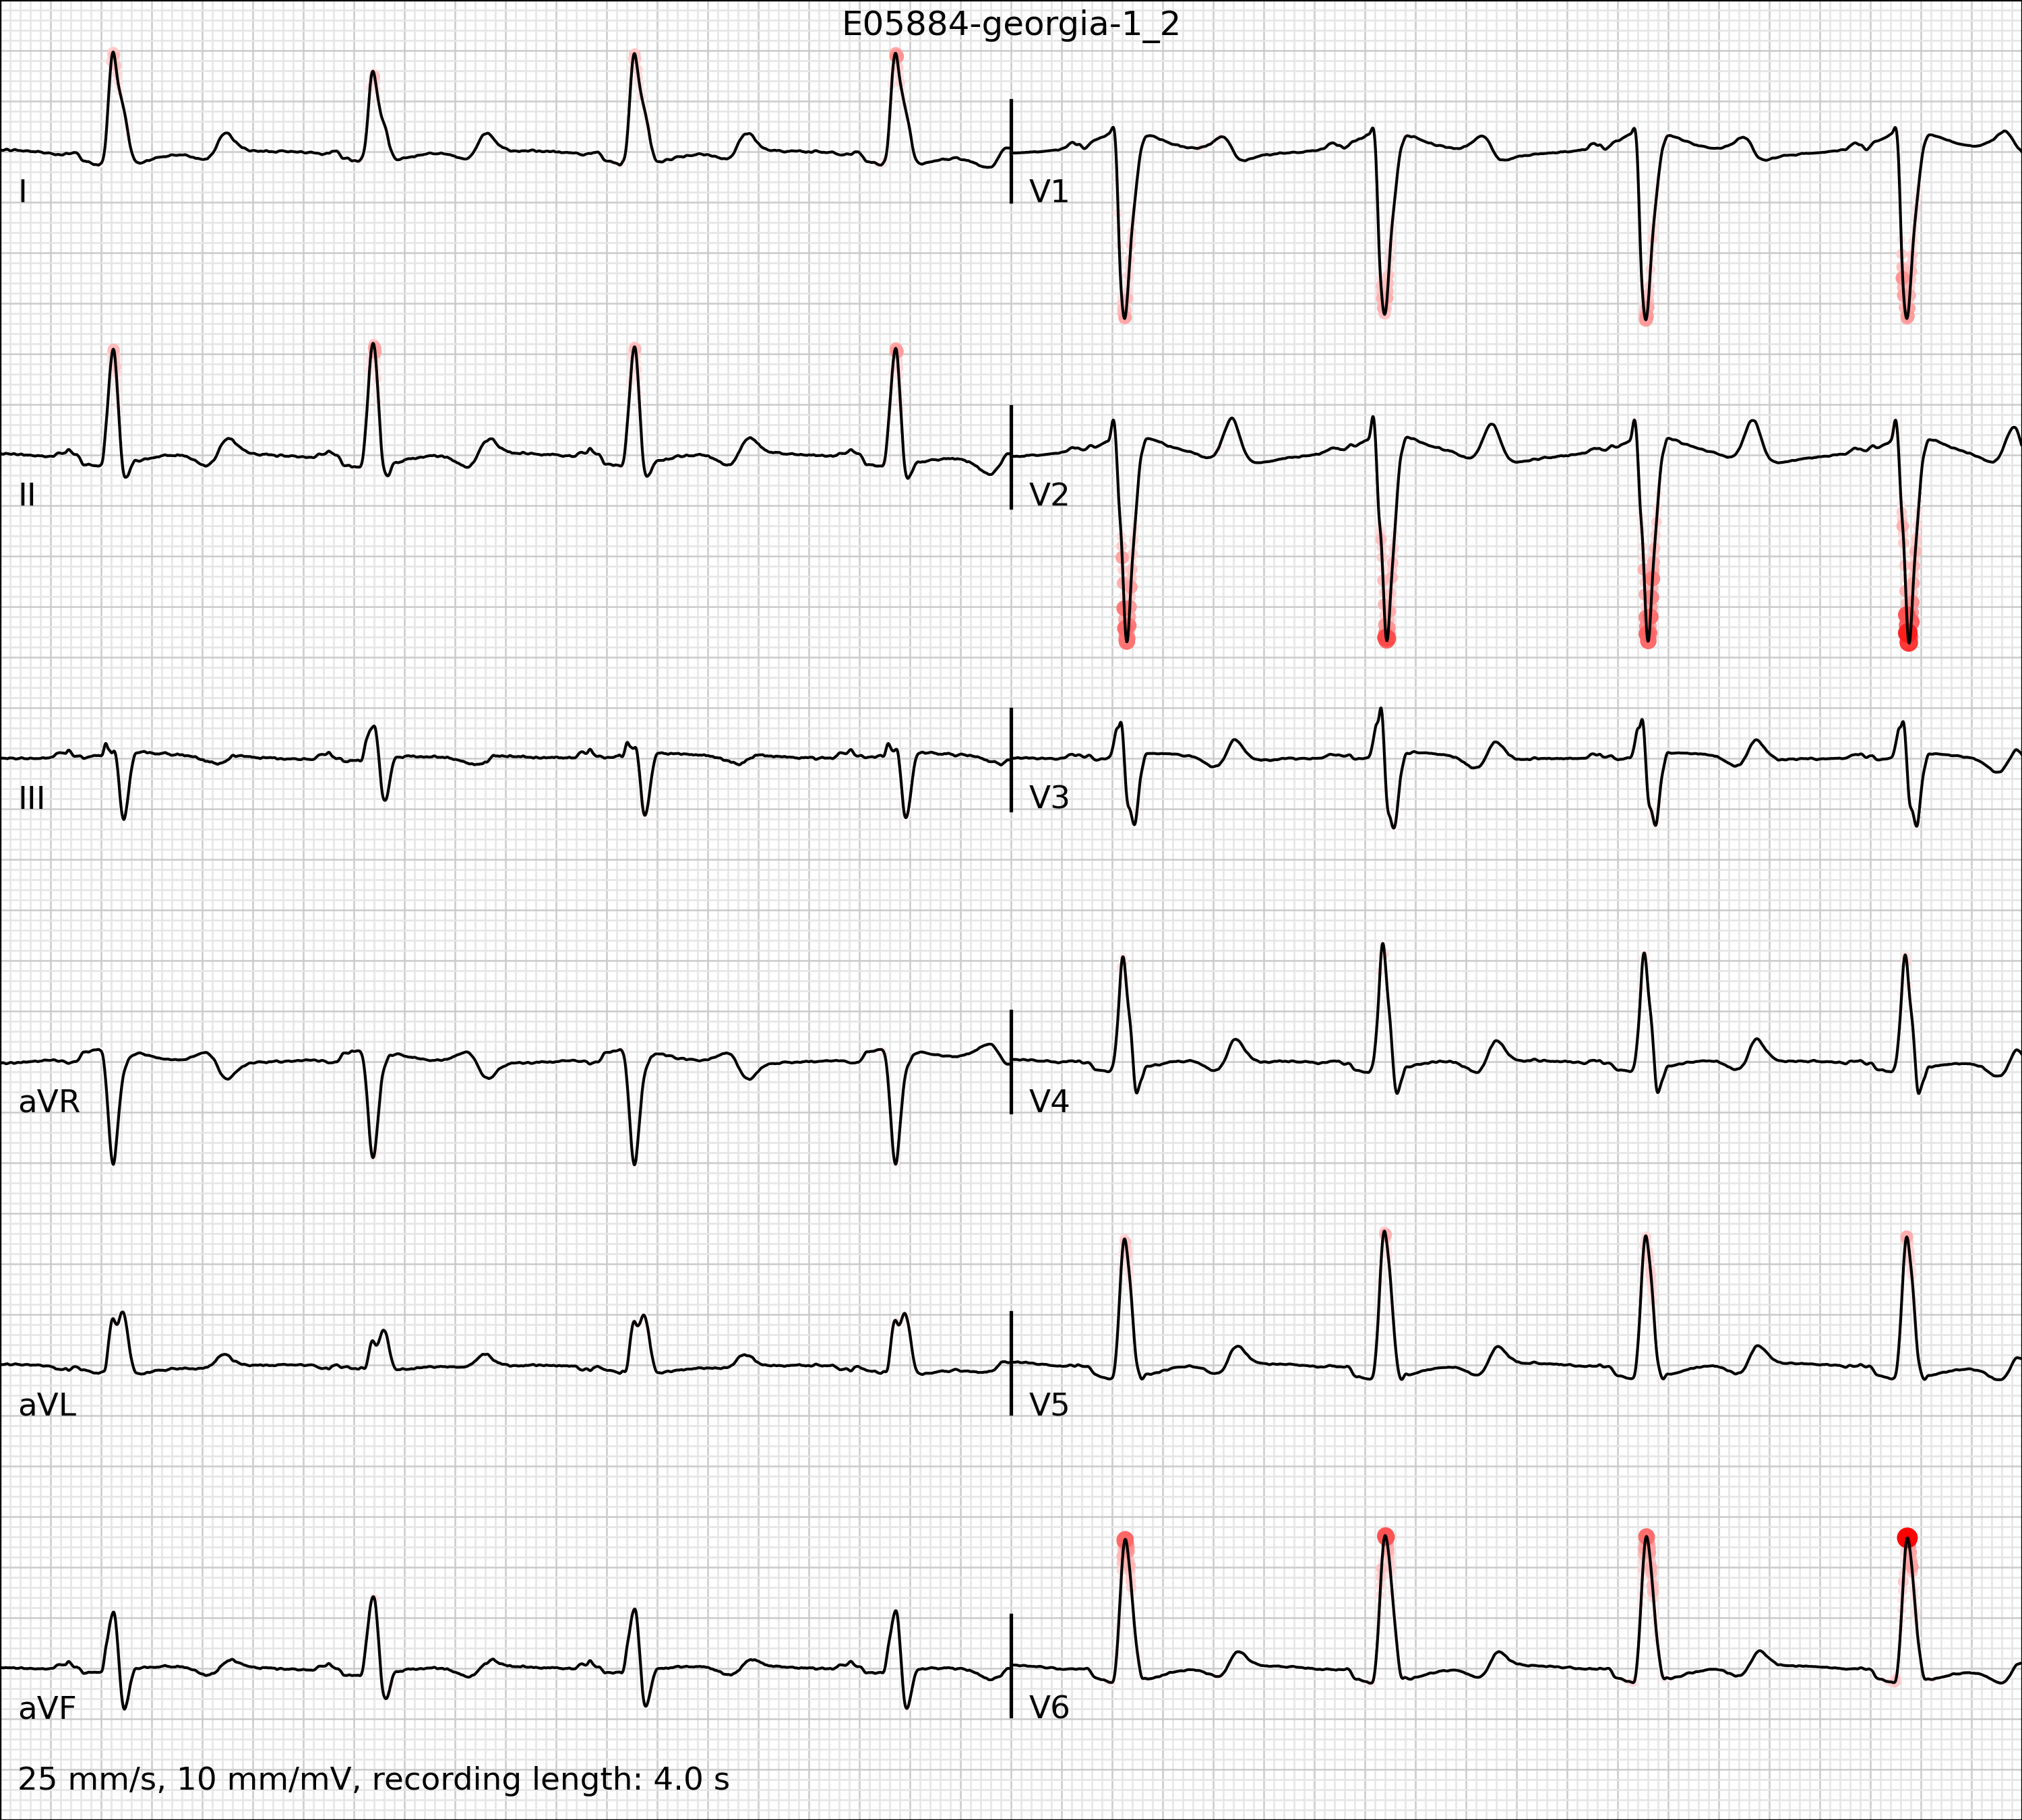 E05884-georgia-1_2
I
V1
II
V2
III
V3
aVR
V4
aVL
V5
aVF
V6
25 mm/s, 10 mm/mV, recording length: 4.0 s